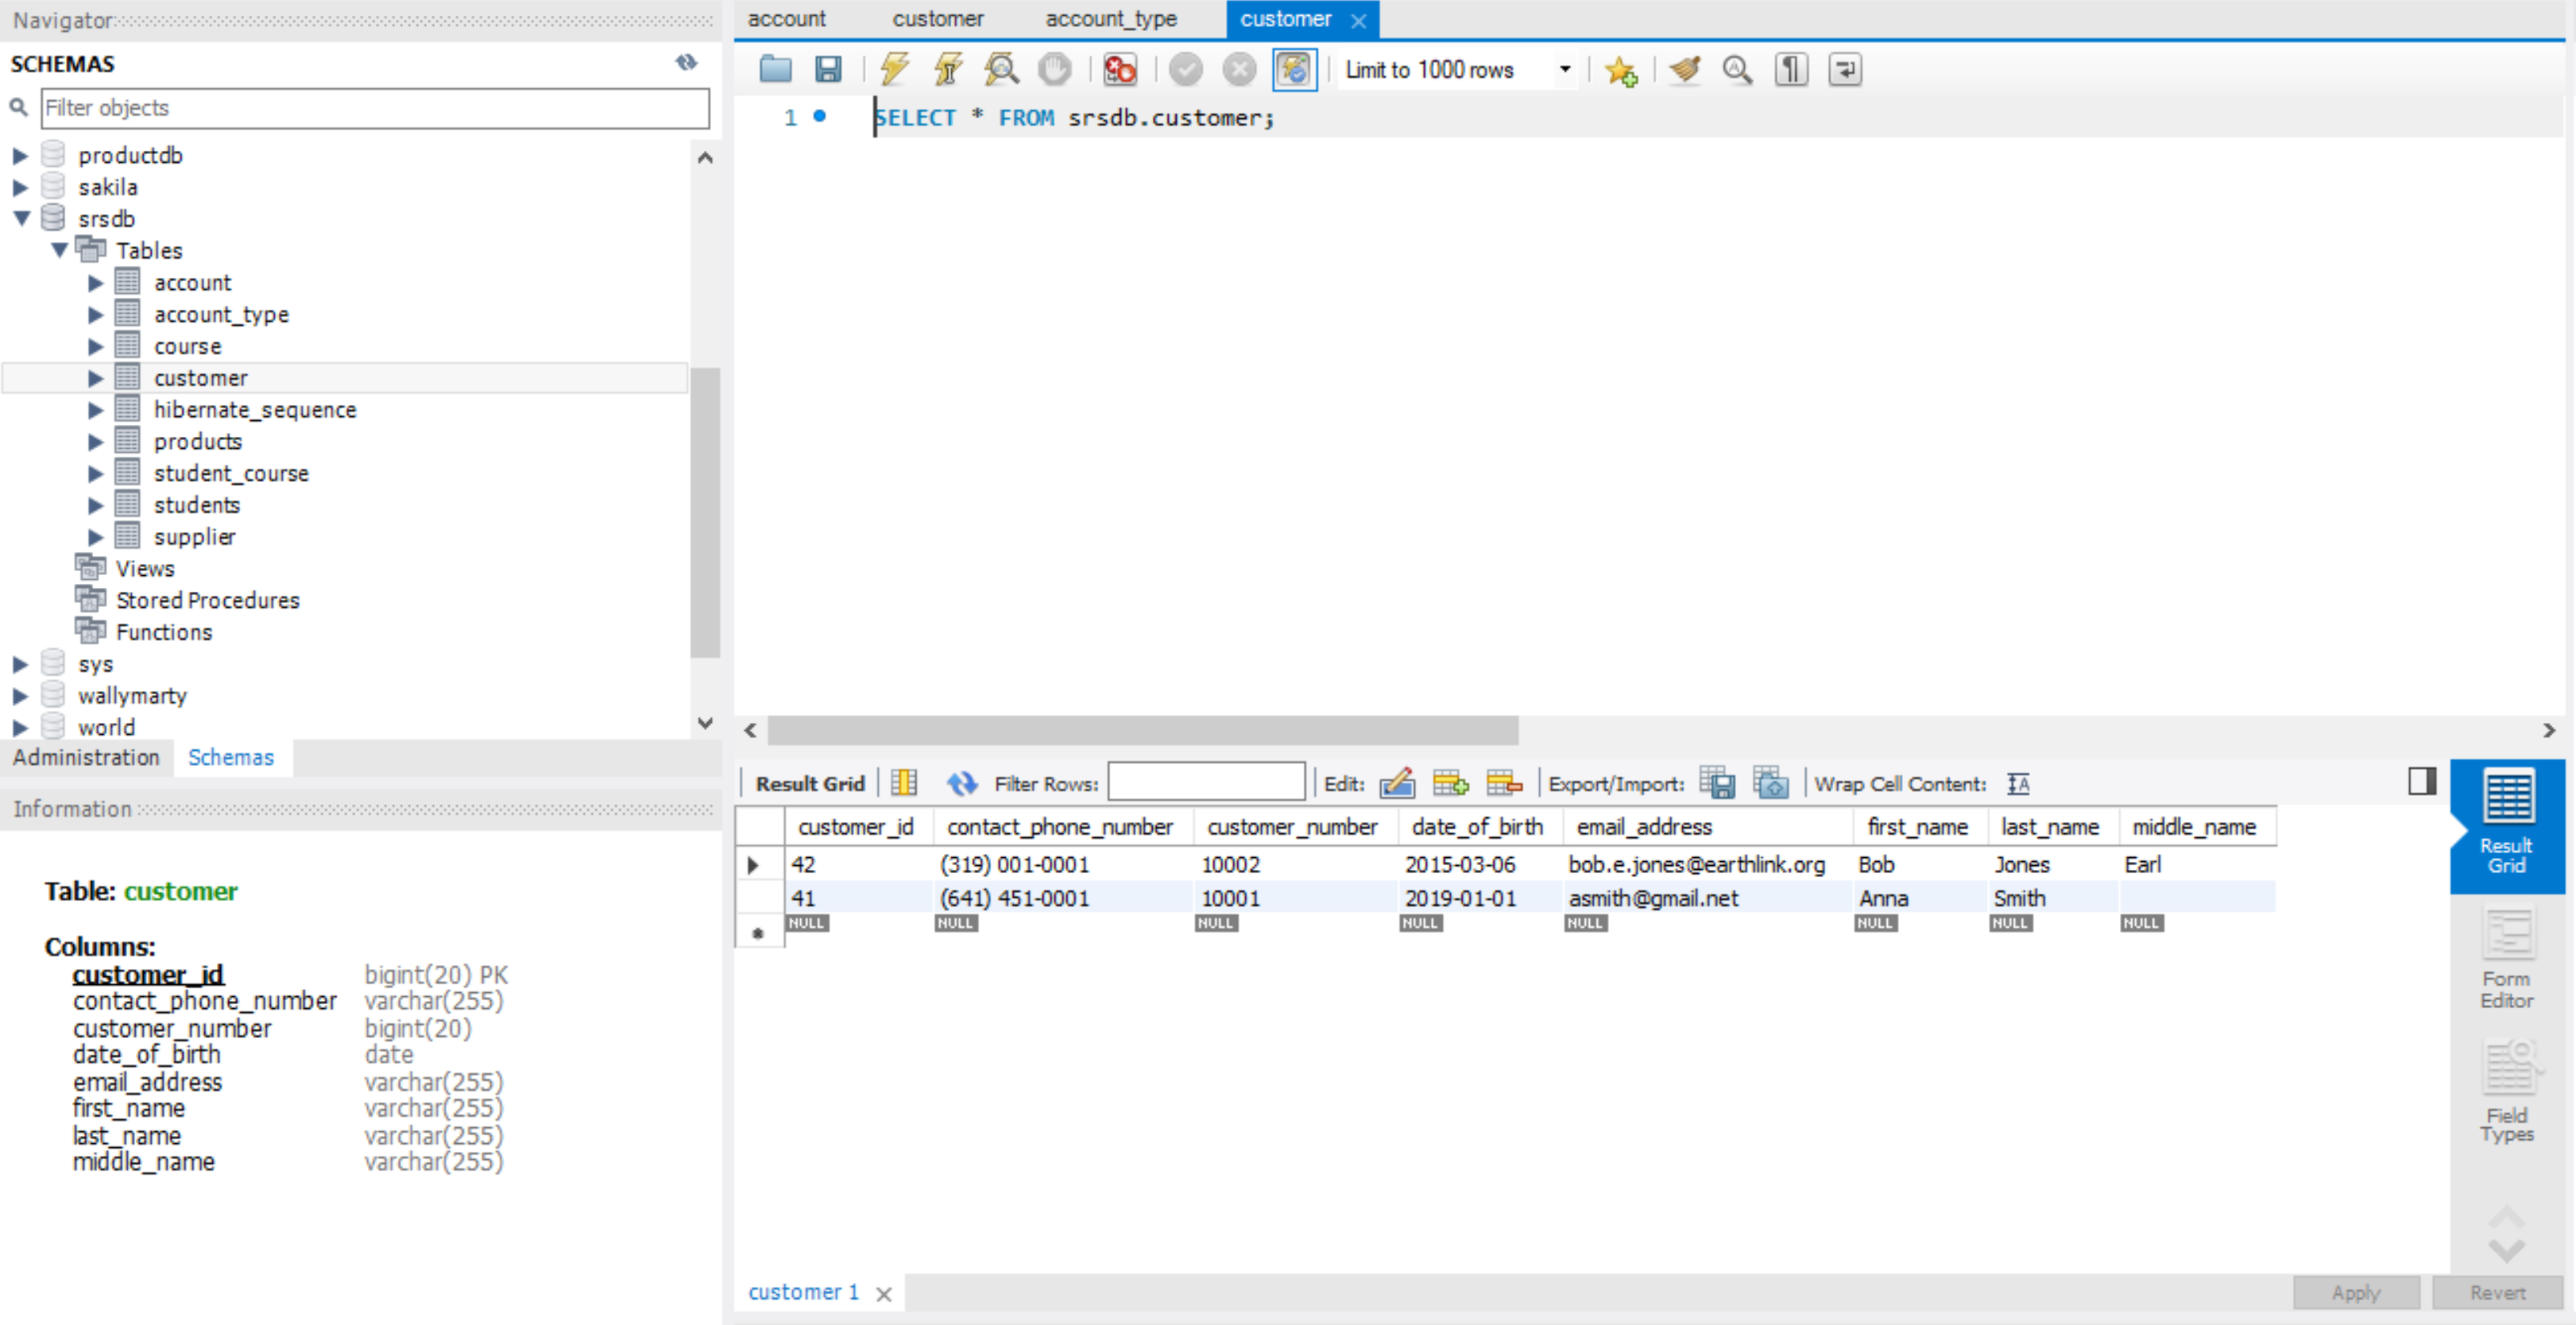 Navigator
SCHEMAS
Filter objects
productdb
sakila
srsdb
Tables
account
account_type
course
customer
hibernate_sequence
products
student_course
students
supplier
Views
Stored Procedures
Functions
sys
wallymarty
world
Administration Schemas
Information
Table: customer
Columns:
customer_id bigint(20) PK
contact_phone_number varchar(255)
customer_number bigint(20)
date_of_birth date
email_address varchar(255)
first_name varchar(255)
last_name varchar(255)
middle_name varchar(255)
account customer account_type customer
Limit to 1000 rows
1 SELECT * FROM srsdb.customer;
Result Grid Filter Rows: Edit: Export/Import: Wrap Cell Content:
customer_id contact_phone_number customer_number date_of_birth email_address first_name last_name middle_name
42 (319) 001-0001 10002 2015-03-06 bob.e.jones@earthlink.org Bob Jones Earl
41 (641) 451-0001 10001 2019-01-01 asmith@gmail.net Anna Smith
NULL NULL NULL NULL NULL NULL NULL NULL
Result
Grid
Form
Editor
Field
Types
customer 1
Apply Revert